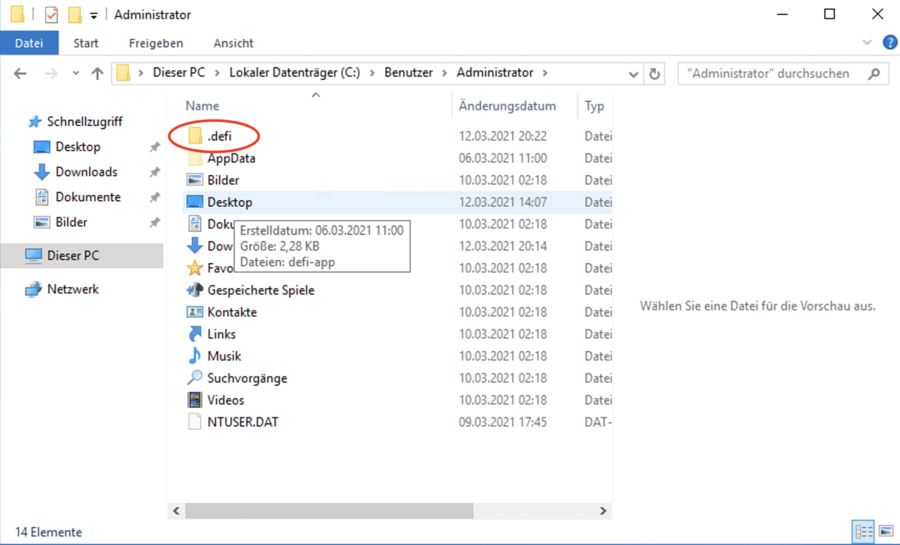 Administrator
Datei Start Freigeben Ansicht
Dieser PC Lokaler Datenträger (C:) Benutzer Administrator "Administrator" durchsuchen
Name Änderungsdatum Typ
Schnellzugriff
Desktop
Downloads
Dokumente
Bilder
Dieser PC
Netzwerk
.defi 12.03.2021 20:22 Datei
AppData 06.03.2021 11:00 Datei
Bilder 10.03.2021 02:18 Datei
Desktop 12.03.2021 14:07 Datei
Doku 10.03.2021 02:18 Datei
Dow 12.03.2021 20:14 Datei
Favo 10.03.2021 02:18 Datei
Erstelldatum: 06.03.2021 11:00
Größe: 2,28 KB
Dateien: defi-app
Gespeicherte Spiele 10.03.2021 02:18 Datei
Kontakte 10.03.2021 02:18 Datei
Links 10.03.2021 02:18 Datei
Musik 10.03.2021 02:18 Datei
Suchvorgänge 10.03.2021 02:18 Datei
Videos 10.03.2021 02:18 Datei
NTUSER.DAT 09.03.2021 17:45 DAT-
Wählen Sie eine Datei für die Vorschau aus.
14 Elemente